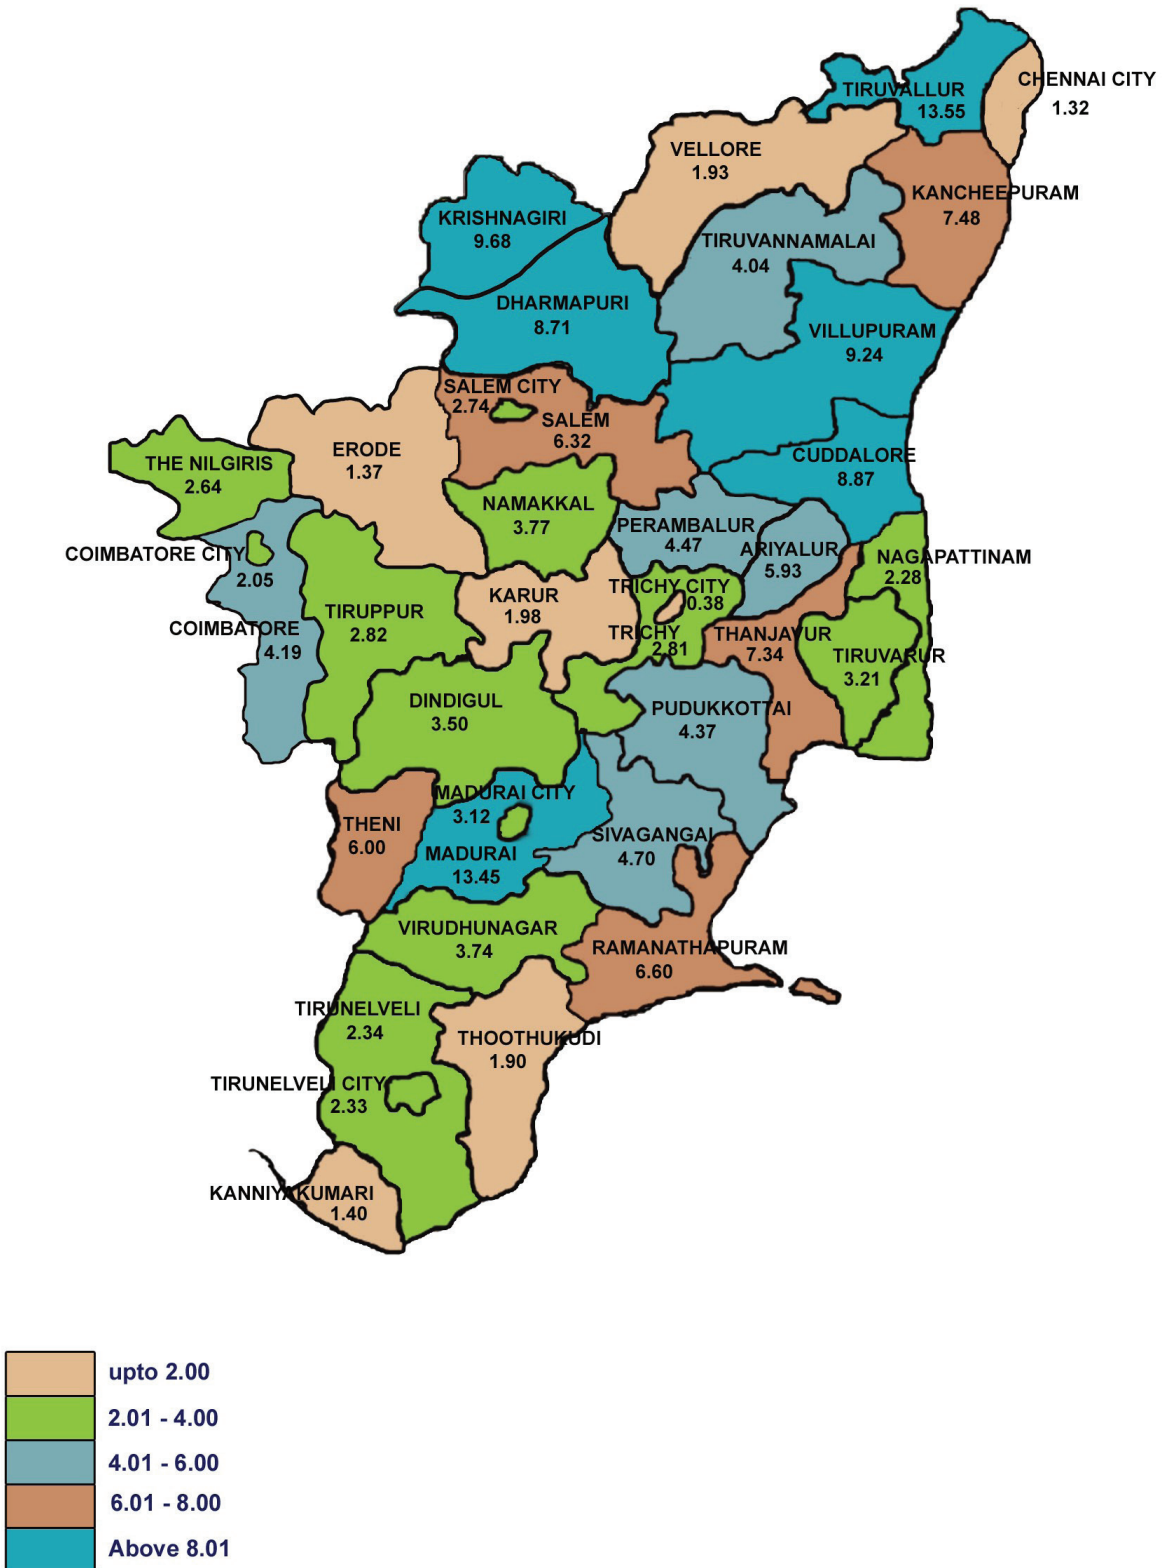 CHENNAI CITY
1.32
TIRUVALLUR
13.55
VELLORE
1.93
KANCHEEPURAM
7.48
KRISHNAGIRI
9.68
TIRUVANNAMALAI
4.04
DHARMAPURI
8.71
VILLUPURAM
9.24
SALEM CITY
2.74
SALEM
6.32
ERODE
1.37
THE NILGIRIS
2.64
CUDDALORE
8.87
NAMAKKAL
3.77
PERAMBALUR
4.47
ARIYALUR
5.93
COIMBATORE CITY
2.05
NAGAPATTINAM
2.28
TRICHY CITY
0.38
KARUR
1.98
TIRUPPUR
2.82
COIMBATORE
4.19
TRICHY
2.81
THANJAVUR
7.34
TIRUVARUR
3.21
DINDIGUL
3.50
PUDUKKOTTAI
4.37
MADURAI CITY
3.12
THENI
6.00
SIVAGANGAI
4.70
MADURAI
13.45
VIRUDHUNAGAR
3.74
RAMANATHAPURAM
6.60
TIRUNELVELI
2.34
THOOTHUKUDI
1.90
TIRUNELVELI CITY
2.33
KANNIYAKUMARI
1.40
upto 2.00
2.01 - 4.00
4.01 - 6.00
6.01 - 8.00
Above 8.01